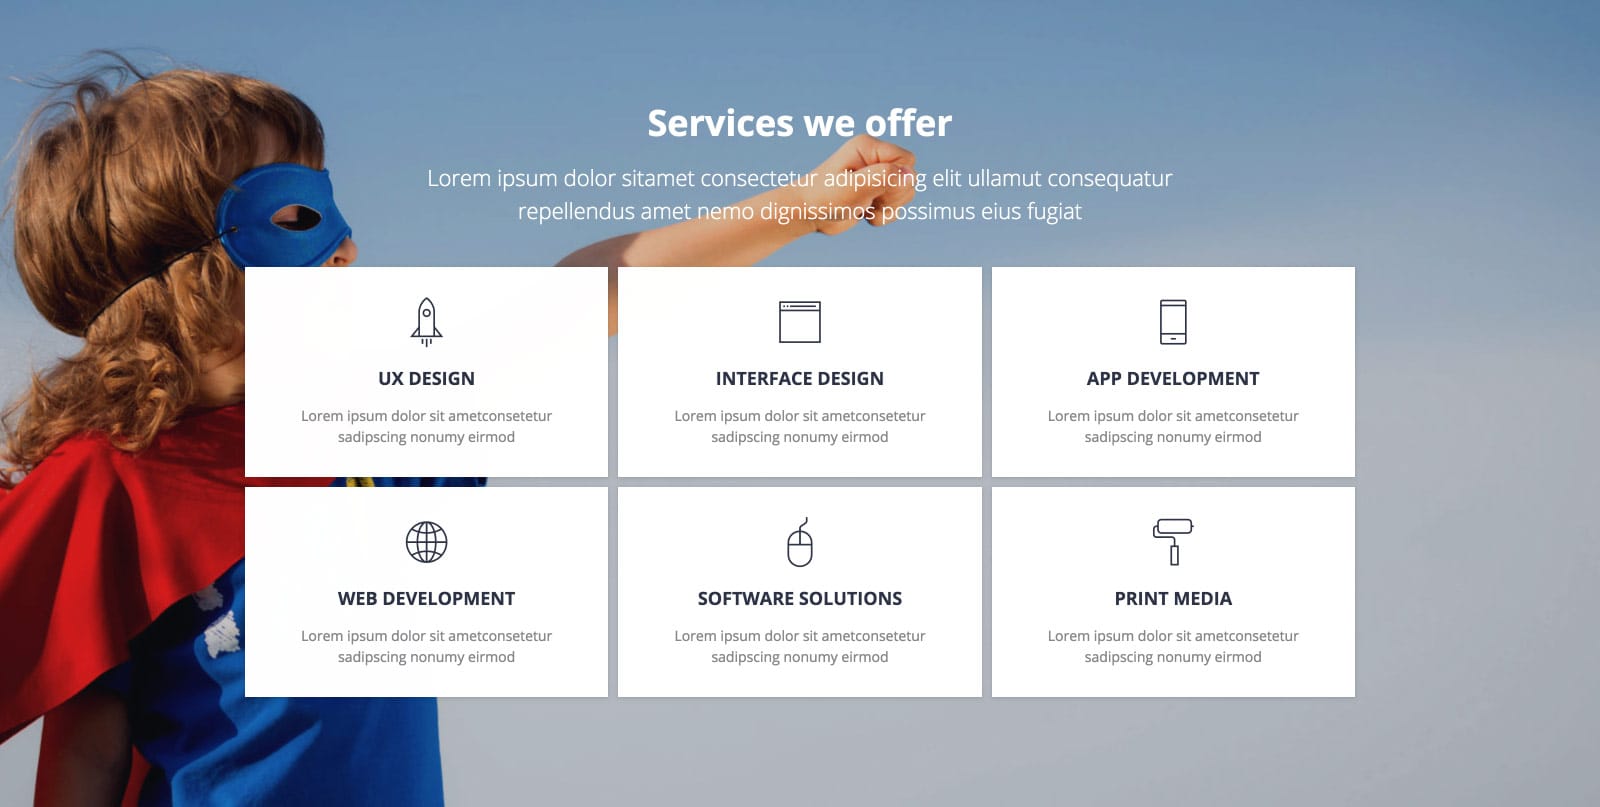 Services we offer
Lorem ipsum dolor sitamet consectetur adipisicing elit ullamut consequatur
repellendus amet nemo dignissimos possimus eius fugiat
UX DESIGN
Lorem ipsum dolor sit ametconsetetur
sadipscing nonumy eirmod
INTERFACE DESIGN
Lorem ipsum dolor sit ametconsetetur
sadipscing nonumy eirmod
APP DEVELOPMENT
Lorem ipsum dolor sit ametconsetetur
sadipscing nonumy eirmod
WEB DEVELOPMENT
Lorem ipsum dolor sit ametconsetetur
sadipscing nonumy eirmod
SOFTWARE SOLUTIONS
Lorem ipsum dolor sit ametconsetetur
sadipscing nonumy eirmod
PRINT MEDIA
Lorem ipsum dolor sit ametconsetetur
sadipscing nonumy eirmod